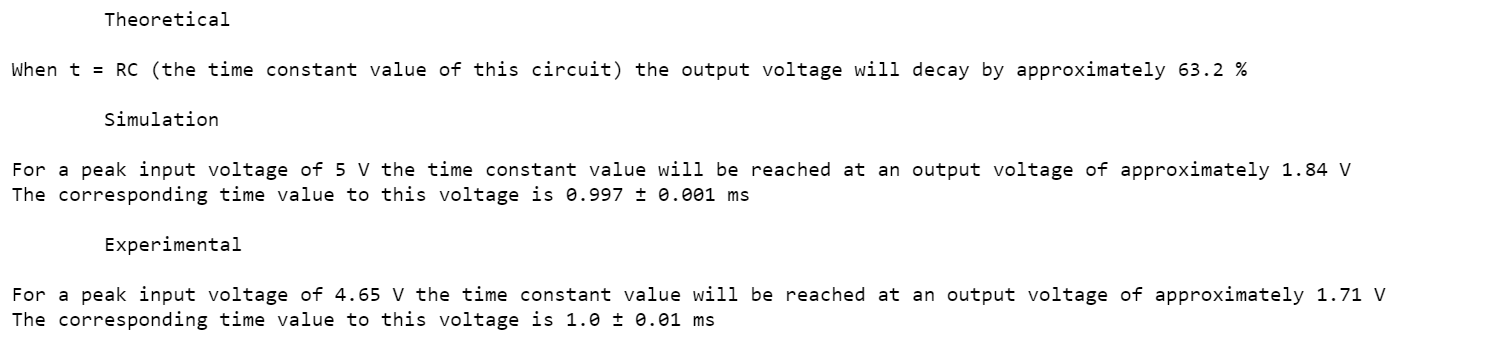 Theoretical
When t = RC (the time constant value of this circuit) the output voltage will decay by approximately 63.2 %
Simulation
For a peak input voltage of 5 V the time constant value will be reached at an output voltage of approximately 1.84 V
The corresponding time value to this voltage is 0.997 ± 0.001 ms
Experimental
For a peak input voltage of 4.65 V the time constant value will be reached at an output voltage of approximately 1.71 V
The corresponding time value to this voltage is 1.0 ± 0.01 ms